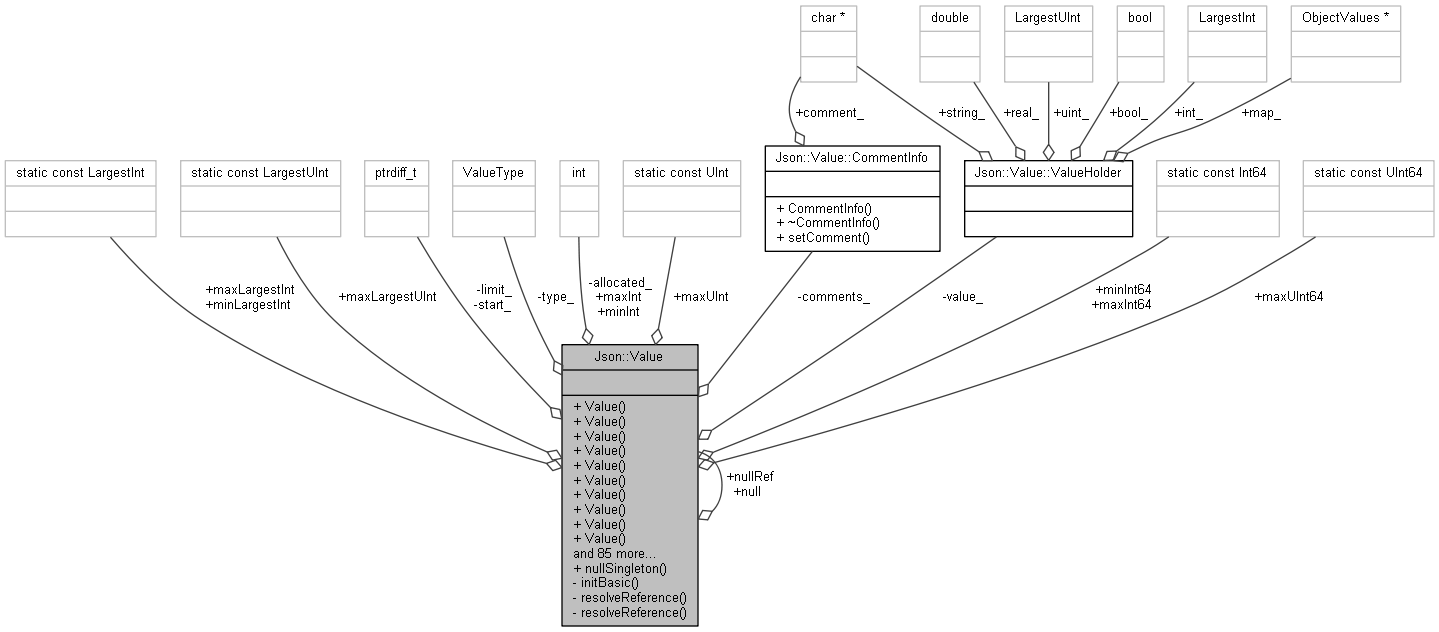 char *
double
LargestUInt
bool
LargestInt
ObjectValues *
+comment_
+string_
+real_
+uint_
+bool_
+int_
+map_
static const LargestInt
static const LargestUInt
ptrdiff_t
ValueType
int
static const UInt
Json::Value::CommentInfo
+ CommentInfo()
+ ~CommentInfo()
+ setComment()
Json::Value::ValueHolder
static const Int64
static const UInt64
+maxLargestInt
+minLargestInt
+maxLargestUInt
-limit_
-start_
-type_
-allocated_
+maxInt
+minInt
+maxUInt
-comments_
-value_
+minInt64
+maxInt64
+maxUInt64
Json::Value
+ Value()
+ Value()
+ Value()
+ Value()
+ Value()
+ Value()
+ Value()
+ Value()
+ Value()
+ Value()
and 85 more...
+ nullSingleton()
- initBasic()
- resolveReference()
- resolveReference()
+nullRef
+null